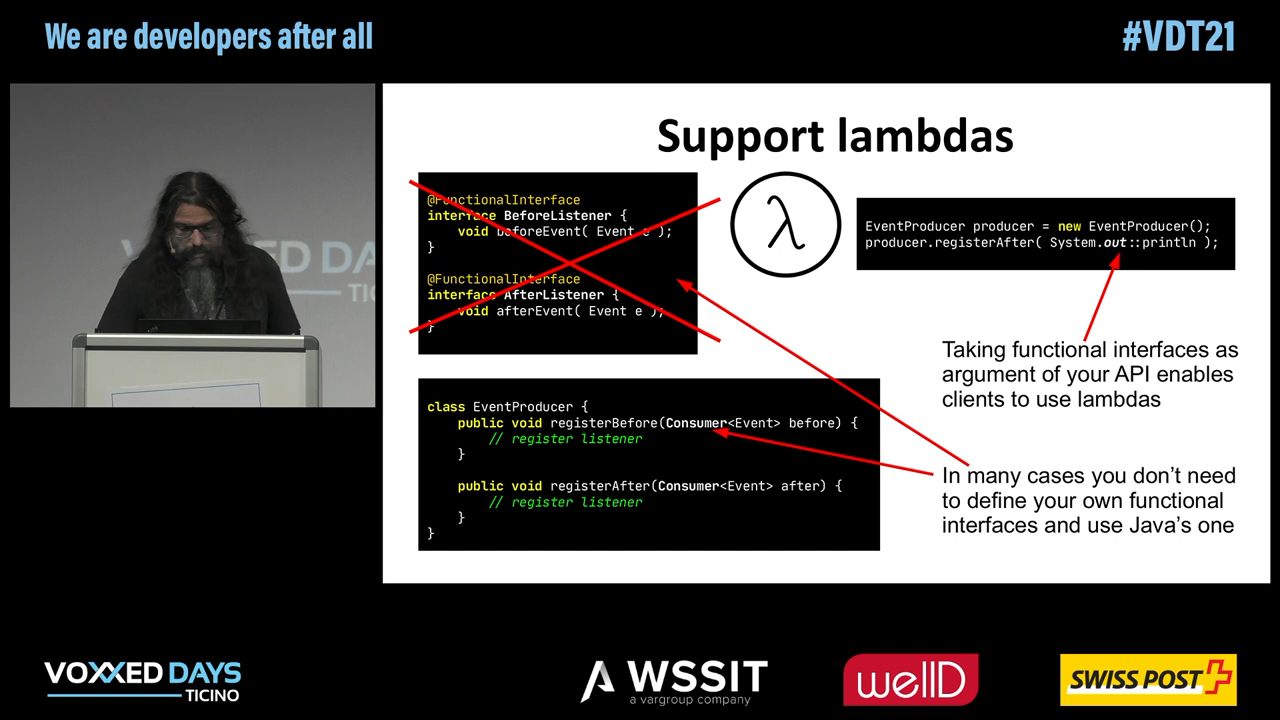 We are developers after all
#VDT21
Support lambdas
@FunctionalInterface
interface BeforeListener {
    void beforeEvent( Event e );
}
@FunctionalInterface
interface AfterListener {
    void afterEvent( Event e );
}
λ
EventProducer producer = new EventProducer();
producer.registerAfter( System.out::println );
Taking functional interfaces as
argument of your API enables
clients to use lambdas
class EventProducer {
    public void registerBefore(Consumer<Event> before) {
        // register listener
    }
    public void registerAfter(Consumer<Event> after) {
        // register listener
    }
}
In many cases you don't need
to define your own functional
interfaces and use Java's one
VOXXED DAYS
TICINO
WSSIT
a vargroup company
wellD
SWISS POST